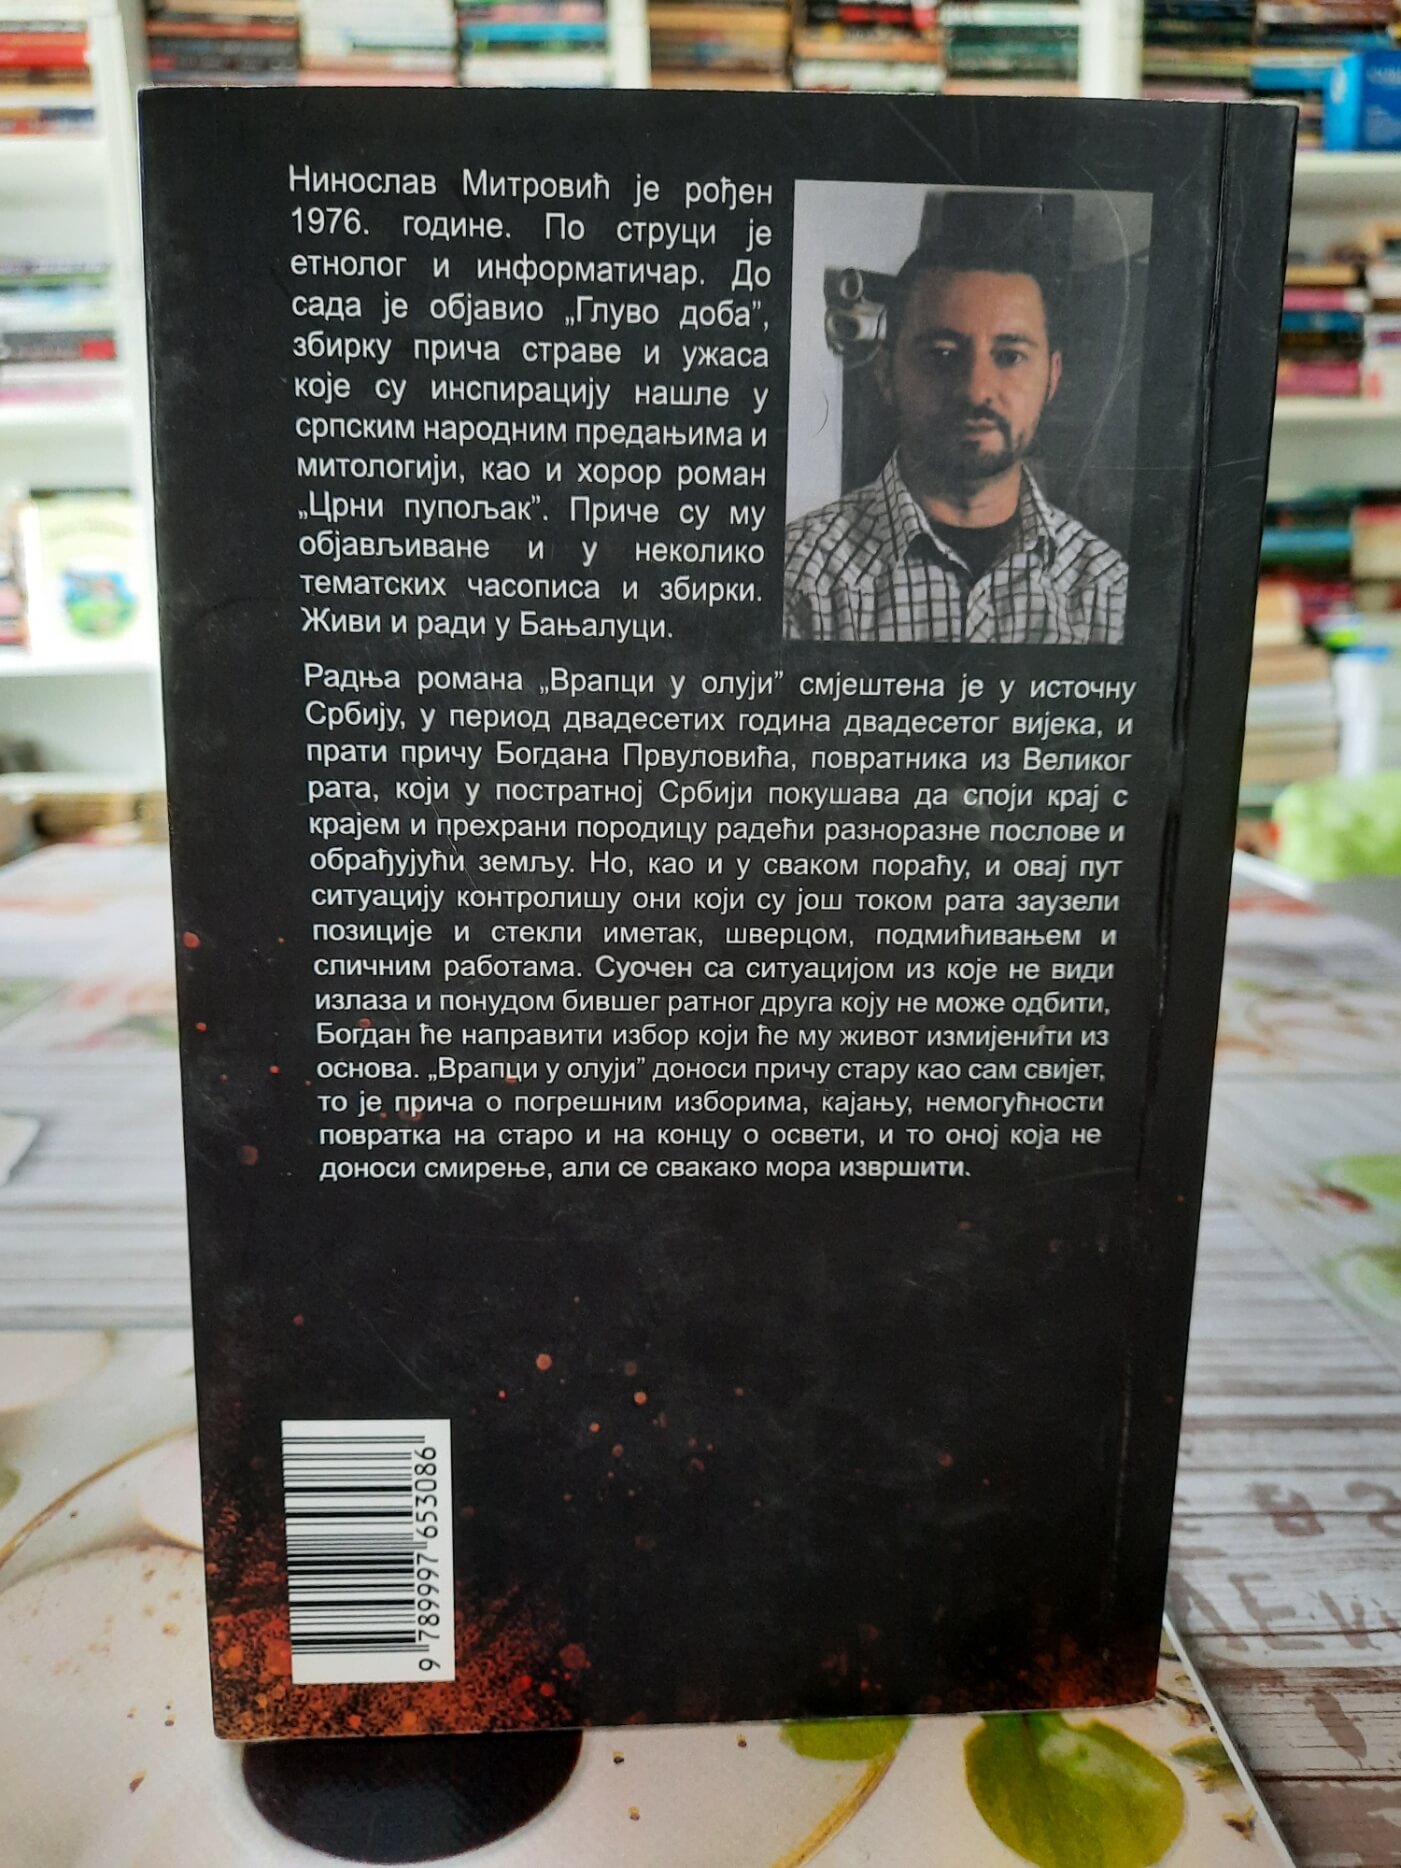 Нинослав Митровић је рођен
1976. године. По струци је
етнолог и информатичар. До
сада је објавио „Глуво доба”,
збирку прича страве и ужаса
које су инспирацију нашле у
српским народним предањима и
митологији, као и хорор роман
„Црни пупољак”. Приче су му
објављиване и у неколико
тематских часописа и збирки.
Живи и ради у Бањалуци.
Радња романа „Врапци у олуји” смјештена је у источну
Србију, у период двадесетих година двадесетог вијека, и
прати причу Богдана Првуловића, повратника из Великог
рата, који у постратној Србији покушава да споји крај с
крајем и прехрани породицу радећи разноразне послове и
обрађујући земљу. Но, као и у сваком пораћу, и овај пут
ситуацију контролишу они који су још током рата заузели
позиције и стекли иметак, шверцом, подмићивањем и
сличним работама. Суочен са ситуацијом из које не види
излаза и понудом бившег ратног друга коју не може одбити,
Богдан ће направити избор који ће му живот измијенити из
основа. „Врапци у олуји” доноси причу стару као сам свијет,
то је прича о погрешним изборима, кајању, немогућности
повратка на старо и на концу о освети, и то оној која не
доноси смирење, али се свакако мора извршити.
9 789997 653086